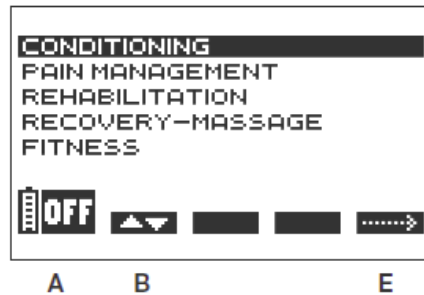 CONDITIONING
PAIN MANAGEMENT
REHABILITATION
RECOVERY-MASSAGE
FITNESS
OFF
A B E